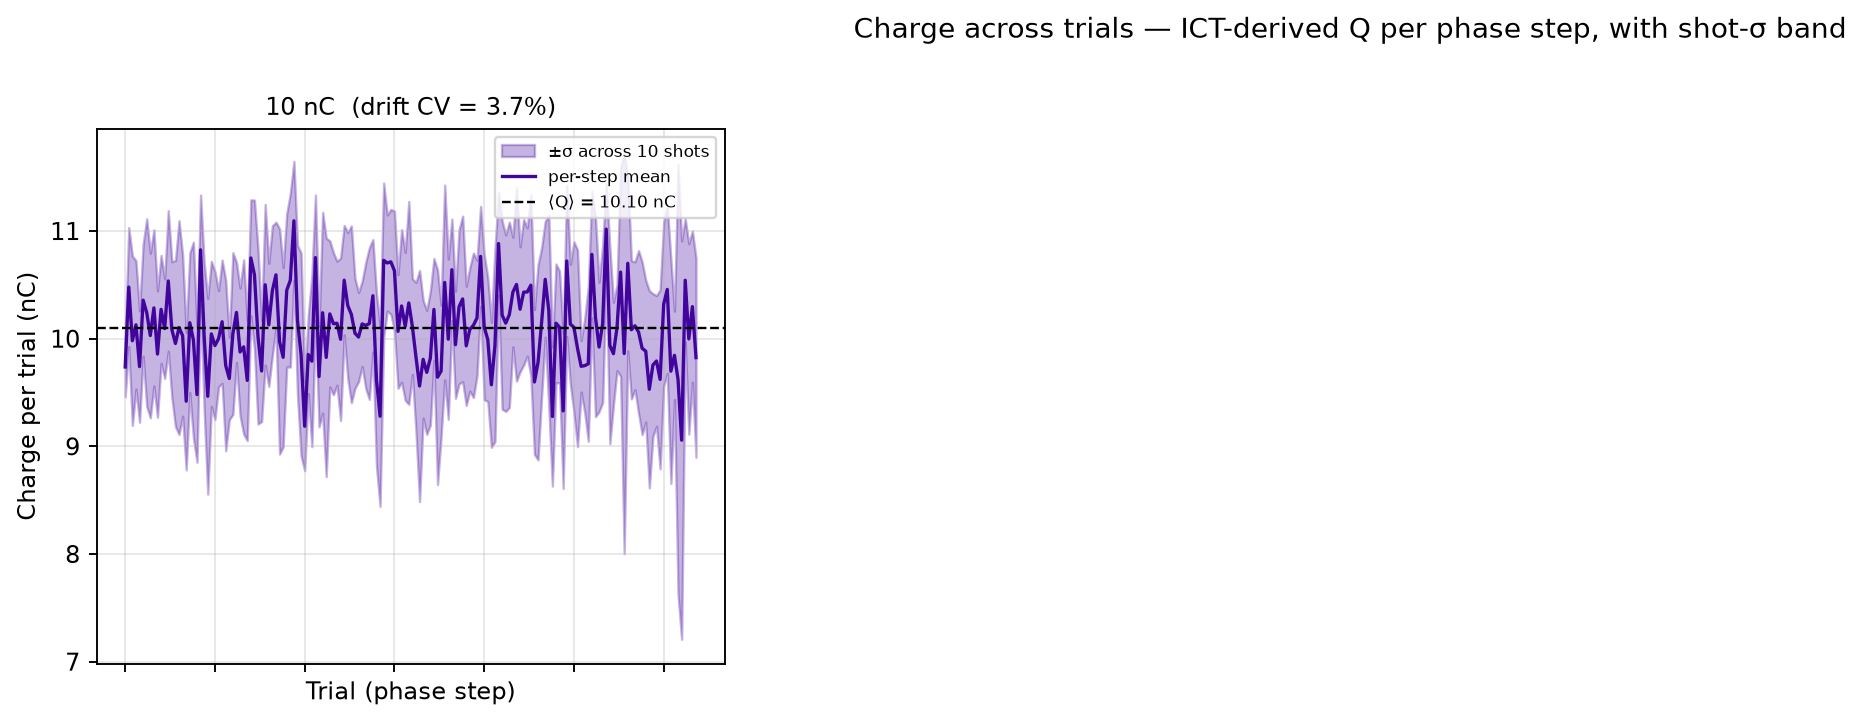 Charge across trials — ICT-derived Q per phase step, with shot-σ band
10 nC  (drift CV = 3.7%)
±σ across 10 shots
per-step mean
⟨Q⟩ = 10.10 nC
Charge per trial (nC)
11
10
9
8
7
Trial (phase step)